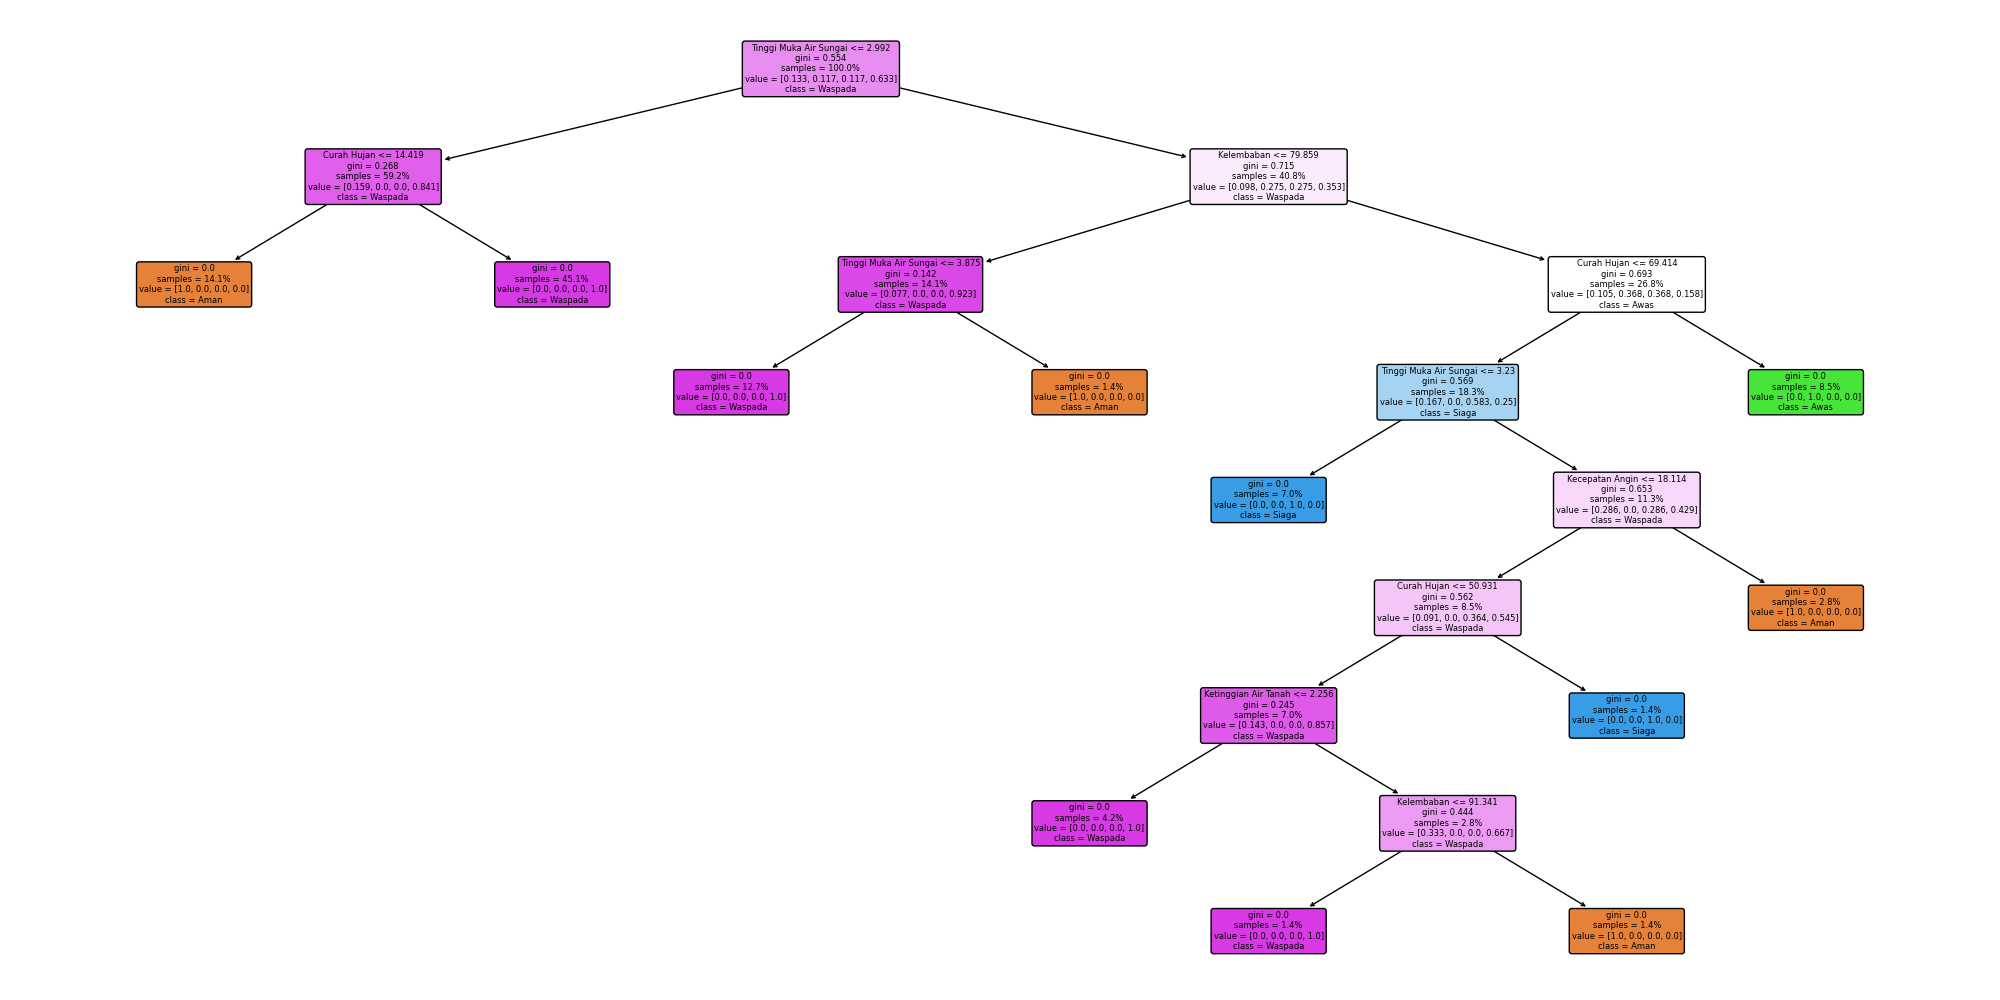 Tinggi Muka Air Sungai <= 2.992
gini = 0.554
samples = 100.0%
value = [0.133, 0.117, 0.117, 0.633]
class = Waspada
Curah Hujan <= 14.419
gini = 0.268
samples = 59.2%
value = [0.159, 0.0, 0.0, 0.841]
class = Waspada
Kelembaban <= 79.859
gini = 0.715
samples = 40.8%
value = [0.098, 0.275, 0.275, 0.353]
class = Waspada
gini = 0.0
samples = 14.1%
value = [1.0, 0.0, 0.0, 0.0]
class = Aman
gini = 0.0
samples = 45.1%
value = [0.0, 0.0, 0.0, 1.0]
class = Waspada
Tinggi Muka Air Sungai <= 3.875
gini = 0.142
samples = 14.1%
value = [0.077, 0.0, 0.0, 0.923]
class = Waspada
Curah Hujan <= 69.414
gini = 0.693
samples = 26.8%
value = [0.105, 0.368, 0.368, 0.158]
class = Awas
gini = 0.0
samples = 12.7%
value = [0.0, 0.0, 0.0, 1.0]
class = Waspada
gini = 0.0
samples = 1.4%
value = [1.0, 0.0, 0.0, 0.0]
class = Aman
Tinggi Muka Air Sungai <= 3.23
gini = 0.569
samples = 18.3%
value = [0.167, 0.0, 0.583, 0.25]
class = Siaga
gini = 0.0
samples = 8.5%
value = [0.0, 1.0, 0.0, 0.0]
class = Awas
gini = 0.0
samples = 7.0%
value = [0.0, 0.0, 1.0, 0.0]
class = Siaga
Kecepatan Angin <= 18.114
gini = 0.653
samples = 11.3%
value = [0.286, 0.0, 0.286, 0.429]
class = Waspada
Curah Hujan <= 50.931
gini = 0.562
samples = 8.5%
value = [0.091, 0.0, 0.364, 0.545]
class = Waspada
gini = 0.0
samples = 2.8%
value = [1.0, 0.0, 0.0, 0.0]
class = Aman
Ketinggian Air Tanah <= 2.256
gini = 0.245
samples = 7.0%
value = [0.143, 0.0, 0.0, 0.857]
class = Waspada
gini = 0.0
samples = 1.4%
value = [0.0, 0.0, 1.0, 0.0]
class = Siaga
gini = 0.0
samples = 4.2%
value = [0.0, 0.0, 0.0, 1.0]
class = Waspada
Kelembaban <= 91.341
gini = 0.444
samples = 2.8%
value = [0.333, 0.0, 0.0, 0.667]
class = Waspada
gini = 0.0
samples = 1.4%
value = [0.0, 0.0, 0.0, 1.0]
class = Waspada
gini = 0.0
samples = 1.4%
value = [1.0, 0.0, 0.0, 0.0]
class = Aman